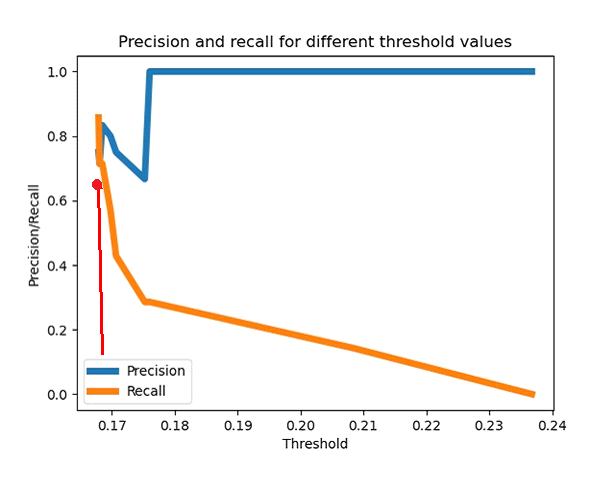 Precision and recall for different threshold values
1.0
0.8
0.6
0.4
0.2
0.0
Precision/Recall
Precision
Recall
0.17 0.18 0.19 0.20 0.21 0.22 0.23 0.24
Threshold